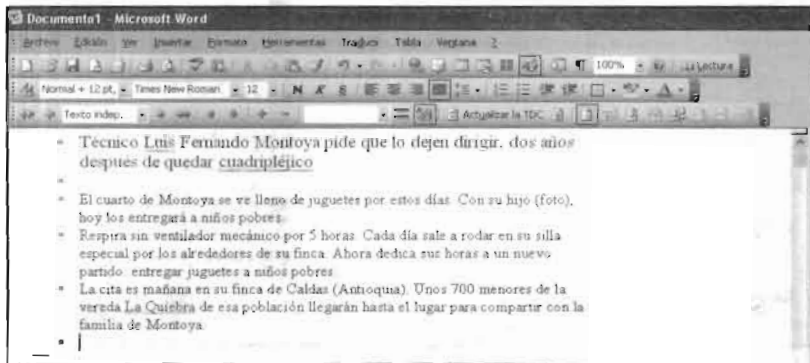 Documento1 - Microsoft Word
Archivo Edición Ver Insertar Formato Herramientas Traducir Tabla Ventana ?
100% Lectura
Normal + 12 pt, Times New Roman 12 N K S
Texto indep. Actualizar la TDC
Técnico Luis Fernando Montoya pide que lo dejen dirigir, dos años
después de quedar cuadripléjico
El cuarto de Montoya se ve lleno de juguetes por estos días. Con su hijo (foto),
hoy los entregará a niños pobres.
Respira sin ventilador mecánico por 5 horas. Cada día sale a rodar en su silla
especial por los alrededores de su finca. Ahora dedica sus horas a un nuevo
partido: entregar juguetes a niños pobres
La cita es mañana en su finca de Caldas (Antioquia). Unos 700 menores de la
vereda La Quiebra de esa población llegarán hasta el lugar para compartir con la
familia de Montoya.